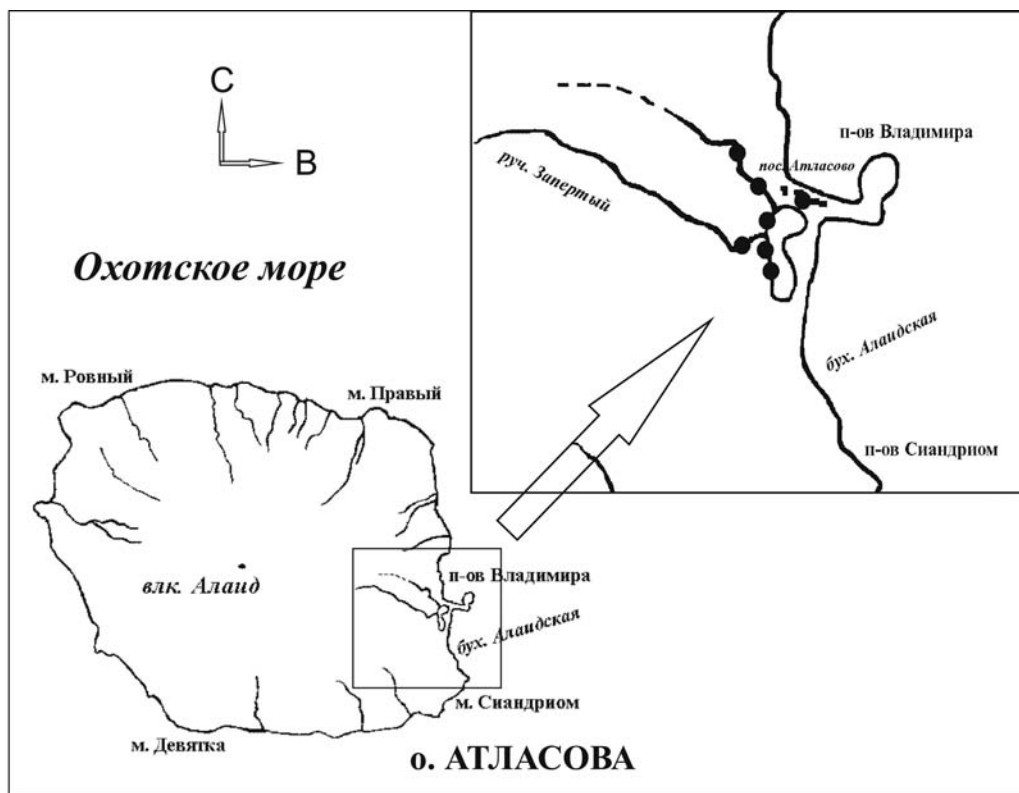 С
В
Охотское море
п-ов Владимира
пос. Атласово
руч. Запертый
бух. Алаидская
п-ов Сиандриом
м. Ровный
м. Правый
влк. Алаид
п-ов Владимира
бух. Алаидская
м. Сиандриом
м. Девятка
о. АТЛАСОВА